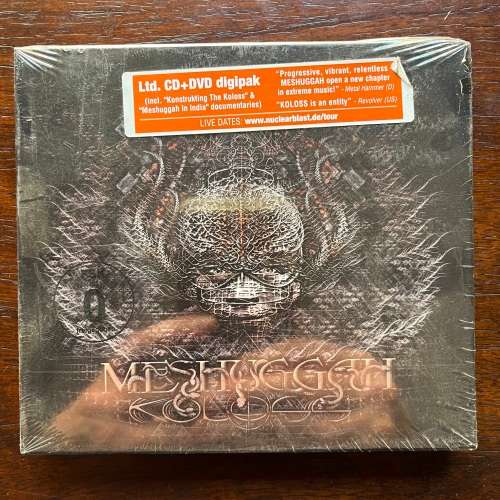 Ltd. CD+DVD digipak
(incl. "Konstrukting The Koloss" &
"Meshuggah in India" documentaries)
"Progressive, vibrant, relentless
MESHUGGAH open a new chapter
in extreme music!" - Metal Hammer (D)
"KOLOSS is an entity" - Revolver (US)
LIVE DATES www.nuclearblast.de/tour
0
MESHUGGAH
KOLOSS